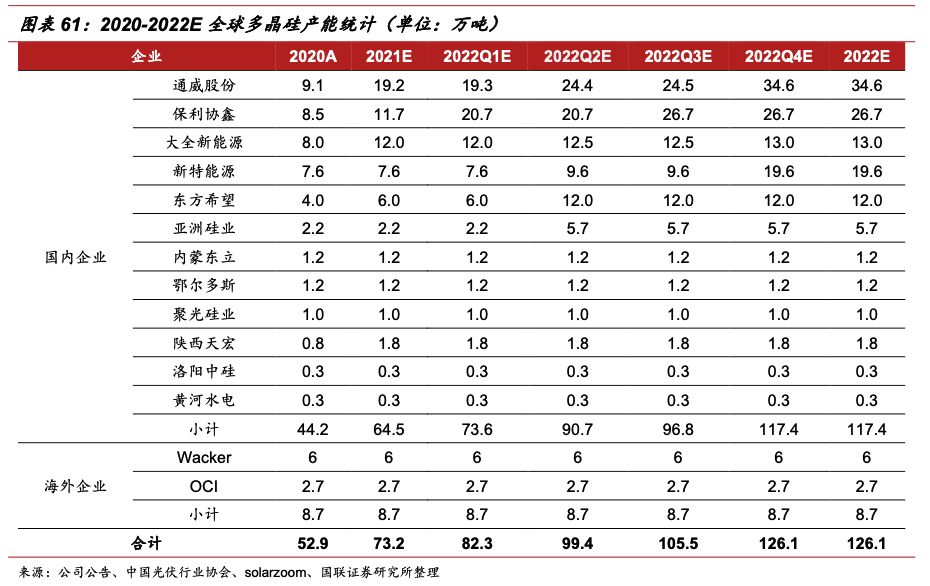 图表 61：2020-2022E 全球多晶硅产能统计（单位：万吨）
企业 2020A 2021E 2022Q1E 2022Q2E 2022Q3E 2022Q4E 2022E
通威股份 9.1 19.2 19.3 24.4 24.5 34.6 34.6
保利协鑫 8.5 11.7 20.7 20.7 26.7 26.7 26.7
大全新能源 8.0 12.0 12.0 12.5 12.5 13.0 13.0
新特能源 7.6 7.6 7.6 9.6 9.6 19.6 19.6
东方希望 4.0 6.0 6.0 12.0 12.0 12.0 12.0
亚洲硅业 2.2 2.2 2.2 5.7 5.7 5.7 5.7
国内企业 内蒙东立 1.2 1.2 1.2 1.2 1.2 1.2 1.2
鄂尔多斯 1.2 1.2 1.2 1.2 1.2 1.2 1.2
聚光硅业 1.0 1.0 1.0 1.0 1.0 1.0 1.0
陕西天宏 0.8 1.8 1.8 1.8 1.8 1.8 1.8
洛阳中硅 0.3 0.3 0.3 0.3 0.3 0.3 0.3
黄河水电 0.3 0.3 0.3 0.3 0.3 0.3 0.3
小计 44.2 64.5 73.6 90.7 96.8 117.4 117.4
Wacker 6 6 6 6 6 6 6
海外企业 OCI 2.7 2.7 2.7 2.7 2.7 2.7 2.7
小计 8.7 8.7 8.7 8.7 8.7 8.7 8.7
合计 52.9 73.2 82.3 99.4 105.5 126.1 126.1
来源：公司公告、中国光伏行业协会、solarzoom、国联证券研究所整理